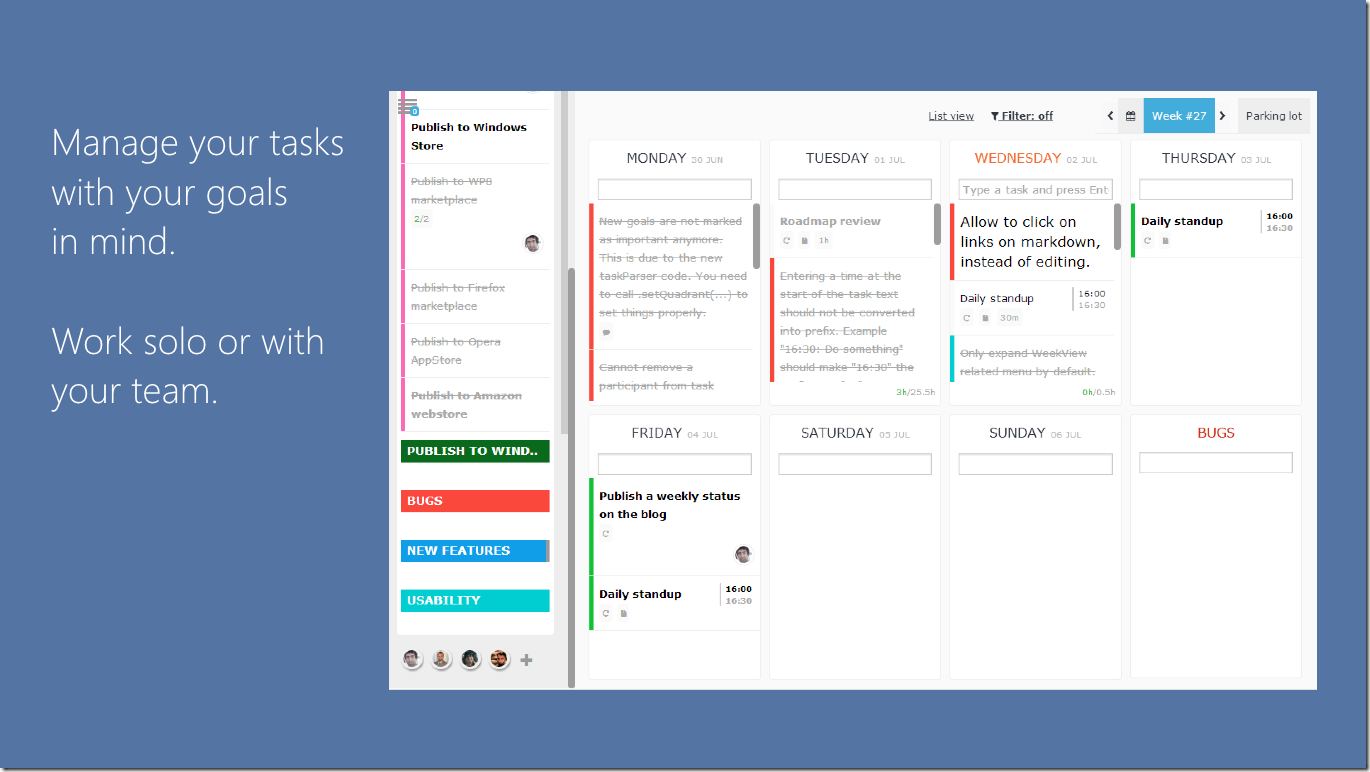 Manage your tasks
with your goals
in mind.
Work solo or with
your team.
0
Publish to Windows
Store
Publish to WP8
marketplace
2/2
Publish to Firefox
marketplace
Publish to Opera
AppStore
Publish to Amazon
webstore
PUBLISH TO WIND..
BUGS
NEW FEATURES
USABILITY
List view
Filter: off
Week #27
Parking lot
MONDAY 30 JUN
New goals are not marked
as important anymore.
This is due to the new
taskParser code. You need
to call .setQuadrant(...) to
set things properly.
Cannot remove a
participant from task
TUESDAY 01 JUL
Roadmap review
1h
Entering a time at the
start of the task text
should not be converted
into prefix. Example
"16:30: Do something"
should make "16:30" the
3h/25.5h
WEDNESDAY 02 JUL
Type a task and press Ent
Allow to click on
links on markdown,
instead of editing.
Daily standup
16:00
16:30
30m
Only expand WeekView
related menu by default.
0h/0.5h
THURSDAY 03 JUL
Daily standup
16:00
16:30
FRIDAY 04 JUL
Publish a weekly status
on the blog
Daily standup
16:00
16:30
SATURDAY 05 JUL
SUNDAY 06 JUL
BUGS